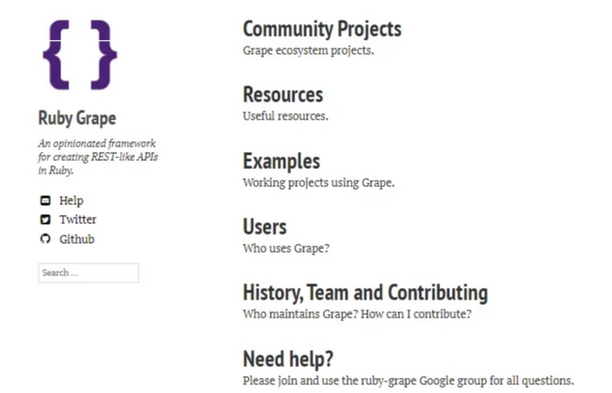 { }
Ruby Grape
An opinionated framework
for creating REST-like APIs
in Ruby.
Help
Twitter
Github
Search ...
Community Projects
Grape ecosystem projects.
Resources
Useful resources.
Examples
Working projects using Grape.
Users
Who uses Grape?
History, Team and Contributing
Who maintains Grape? How can I contribute?
Need help?
Please join and use the ruby-grape Google group for all questions.